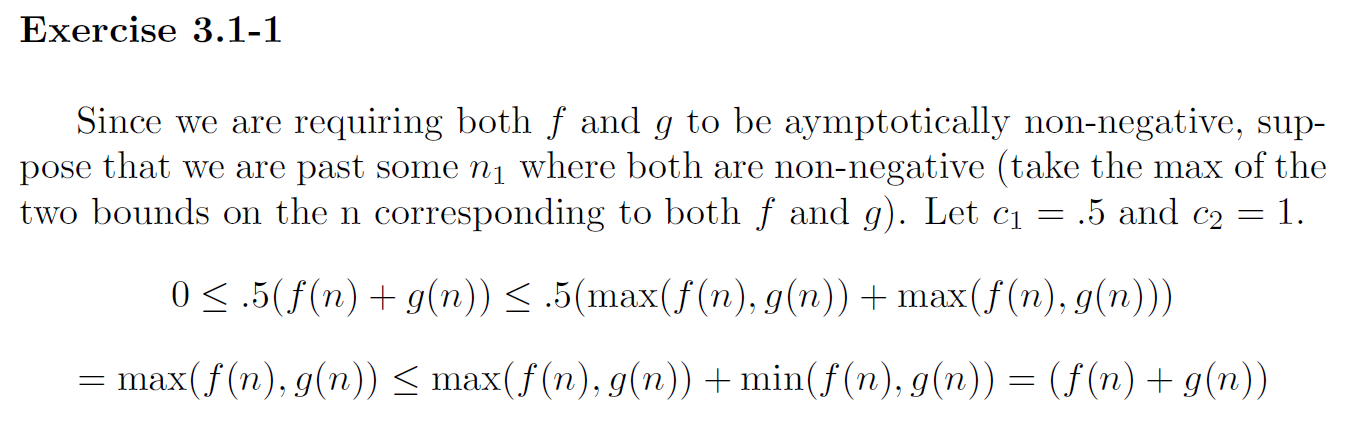 Exercise 3.1-1
Since we are requiring both f and g to be aymptotically non-negative, sup-
pose that we are past some n₁ where both are non-negative (take the max of the
two bounds on the n corresponding to both f and g). Let c₁ = .5 and c₂ = 1.
0 ≤ .5(f(n) + g(n)) ≤ .5(max(f(n), g(n)) + max(f(n), g(n)))
= max(f(n), g(n)) ≤ max(f(n), g(n)) + min(f(n), g(n)) = (f(n) + g(n))